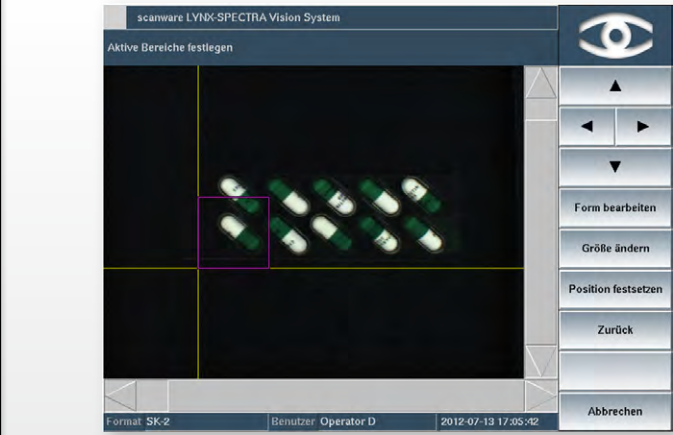 scanware LYNX-SPECTRA Vision System
Aktive Bereiche festlegen
Form bearbeiten
Größe ändern
Position festsetzen
Zurück
Abbrechen
Format SK-2 Benutzer Operator D 2012-07-13 17:05:42